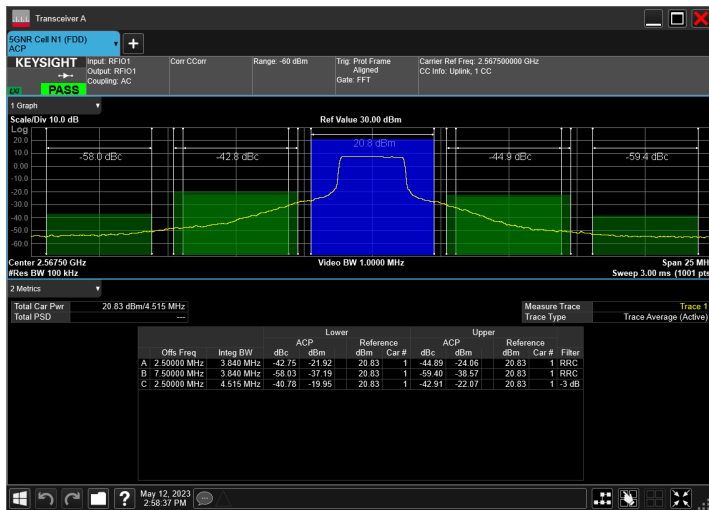 Transceiver A
5GNR Cell N1 (FDD)
ACP
KEYSIGHT
LXI
PASS
Input: RFIO1
Output: RFIO1
Coupling: AC
Corr CCorr
Range: -60 dBm
Trig: Prot Frame
Aligned
Gate: FFT
Carrier Ref Freq: 2.567500000 GHz
CC Info: Uplink, 1 CC
1 Graph
Scale/Div 10.0 dB
Ref Value 30.00 dBm
Log
20.0
10.0
0.00
-10.0
-20.0
-30.0
-40.0
-50.0
-60.0
-58.0 dBc
-42.8 dBc
20.8 dBm
-44.9 dBc
-59.4 dBc
Center 2.56750 GHz
Video BW 1.0000 MHz
Span 25 MH
#Res BW 100 kHz
Sweep 3.00 ms (1001 pts
2 Metrics
Total Car Pwr 20.83 dBm/4.515 MHz
Total PSD ---
Measure Trace Trace 1
Trace Type Trace Average (Active)
Lower Upper
ACP Reference ACP Reference
Offs Freq Integ BW dBc dBm dBm Car # dBc dBm dBm Car # Filter
A 2.50000 MHz 3.840 MHz -42.75 -21.92 20.83 1 -44.89 -24.06 20.83 1 RRC
B 7.50000 MHz 3.840 MHz -58.03 -37.19 20.83 1 -59.40 -38.57 20.83 1 RRC
C 2.50000 MHz 4.515 MHz -40.78 -19.95 20.83 1 -42.91 -22.07 20.83 1 -3 dB
May 12, 2023
2:58:37 PM